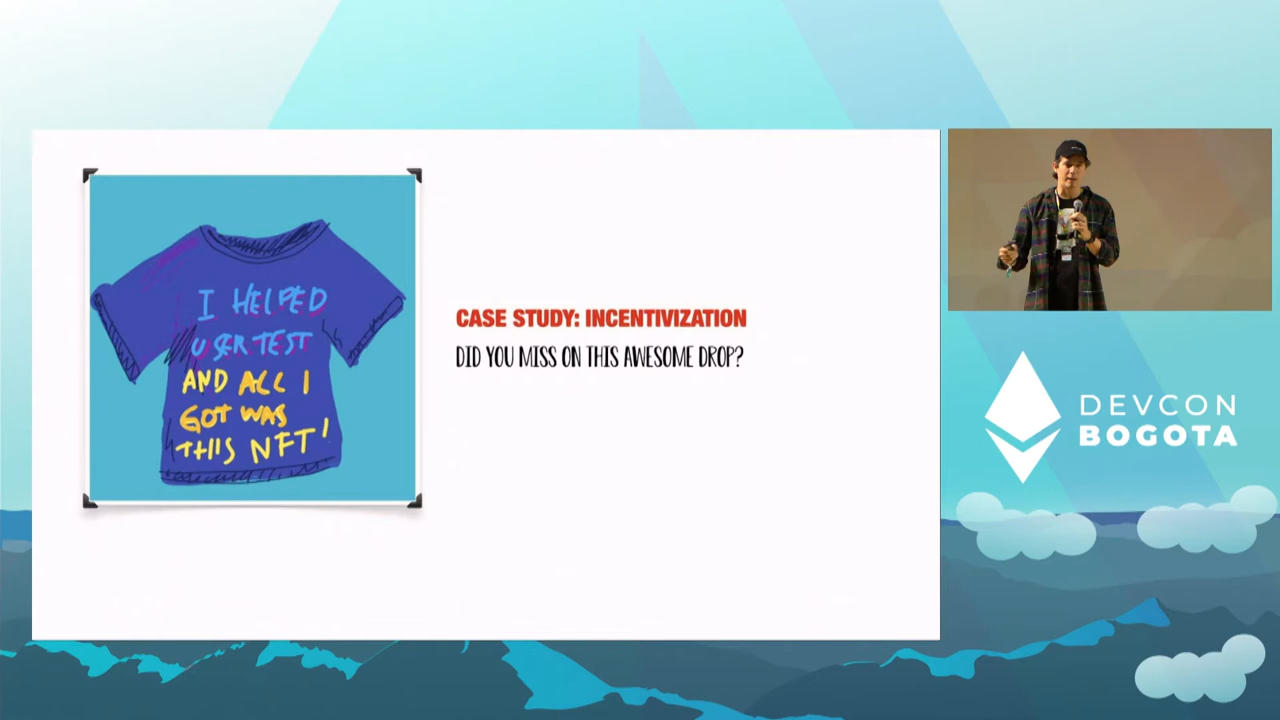 I HELPED
USER TEST
AND ALL I
GOT WAS
THIS NFT!
CASE STUDY: INCENTIVIZATION
DID YOU MISS ON THIS AWESOME DROP?
DEVCON
BOGOTA